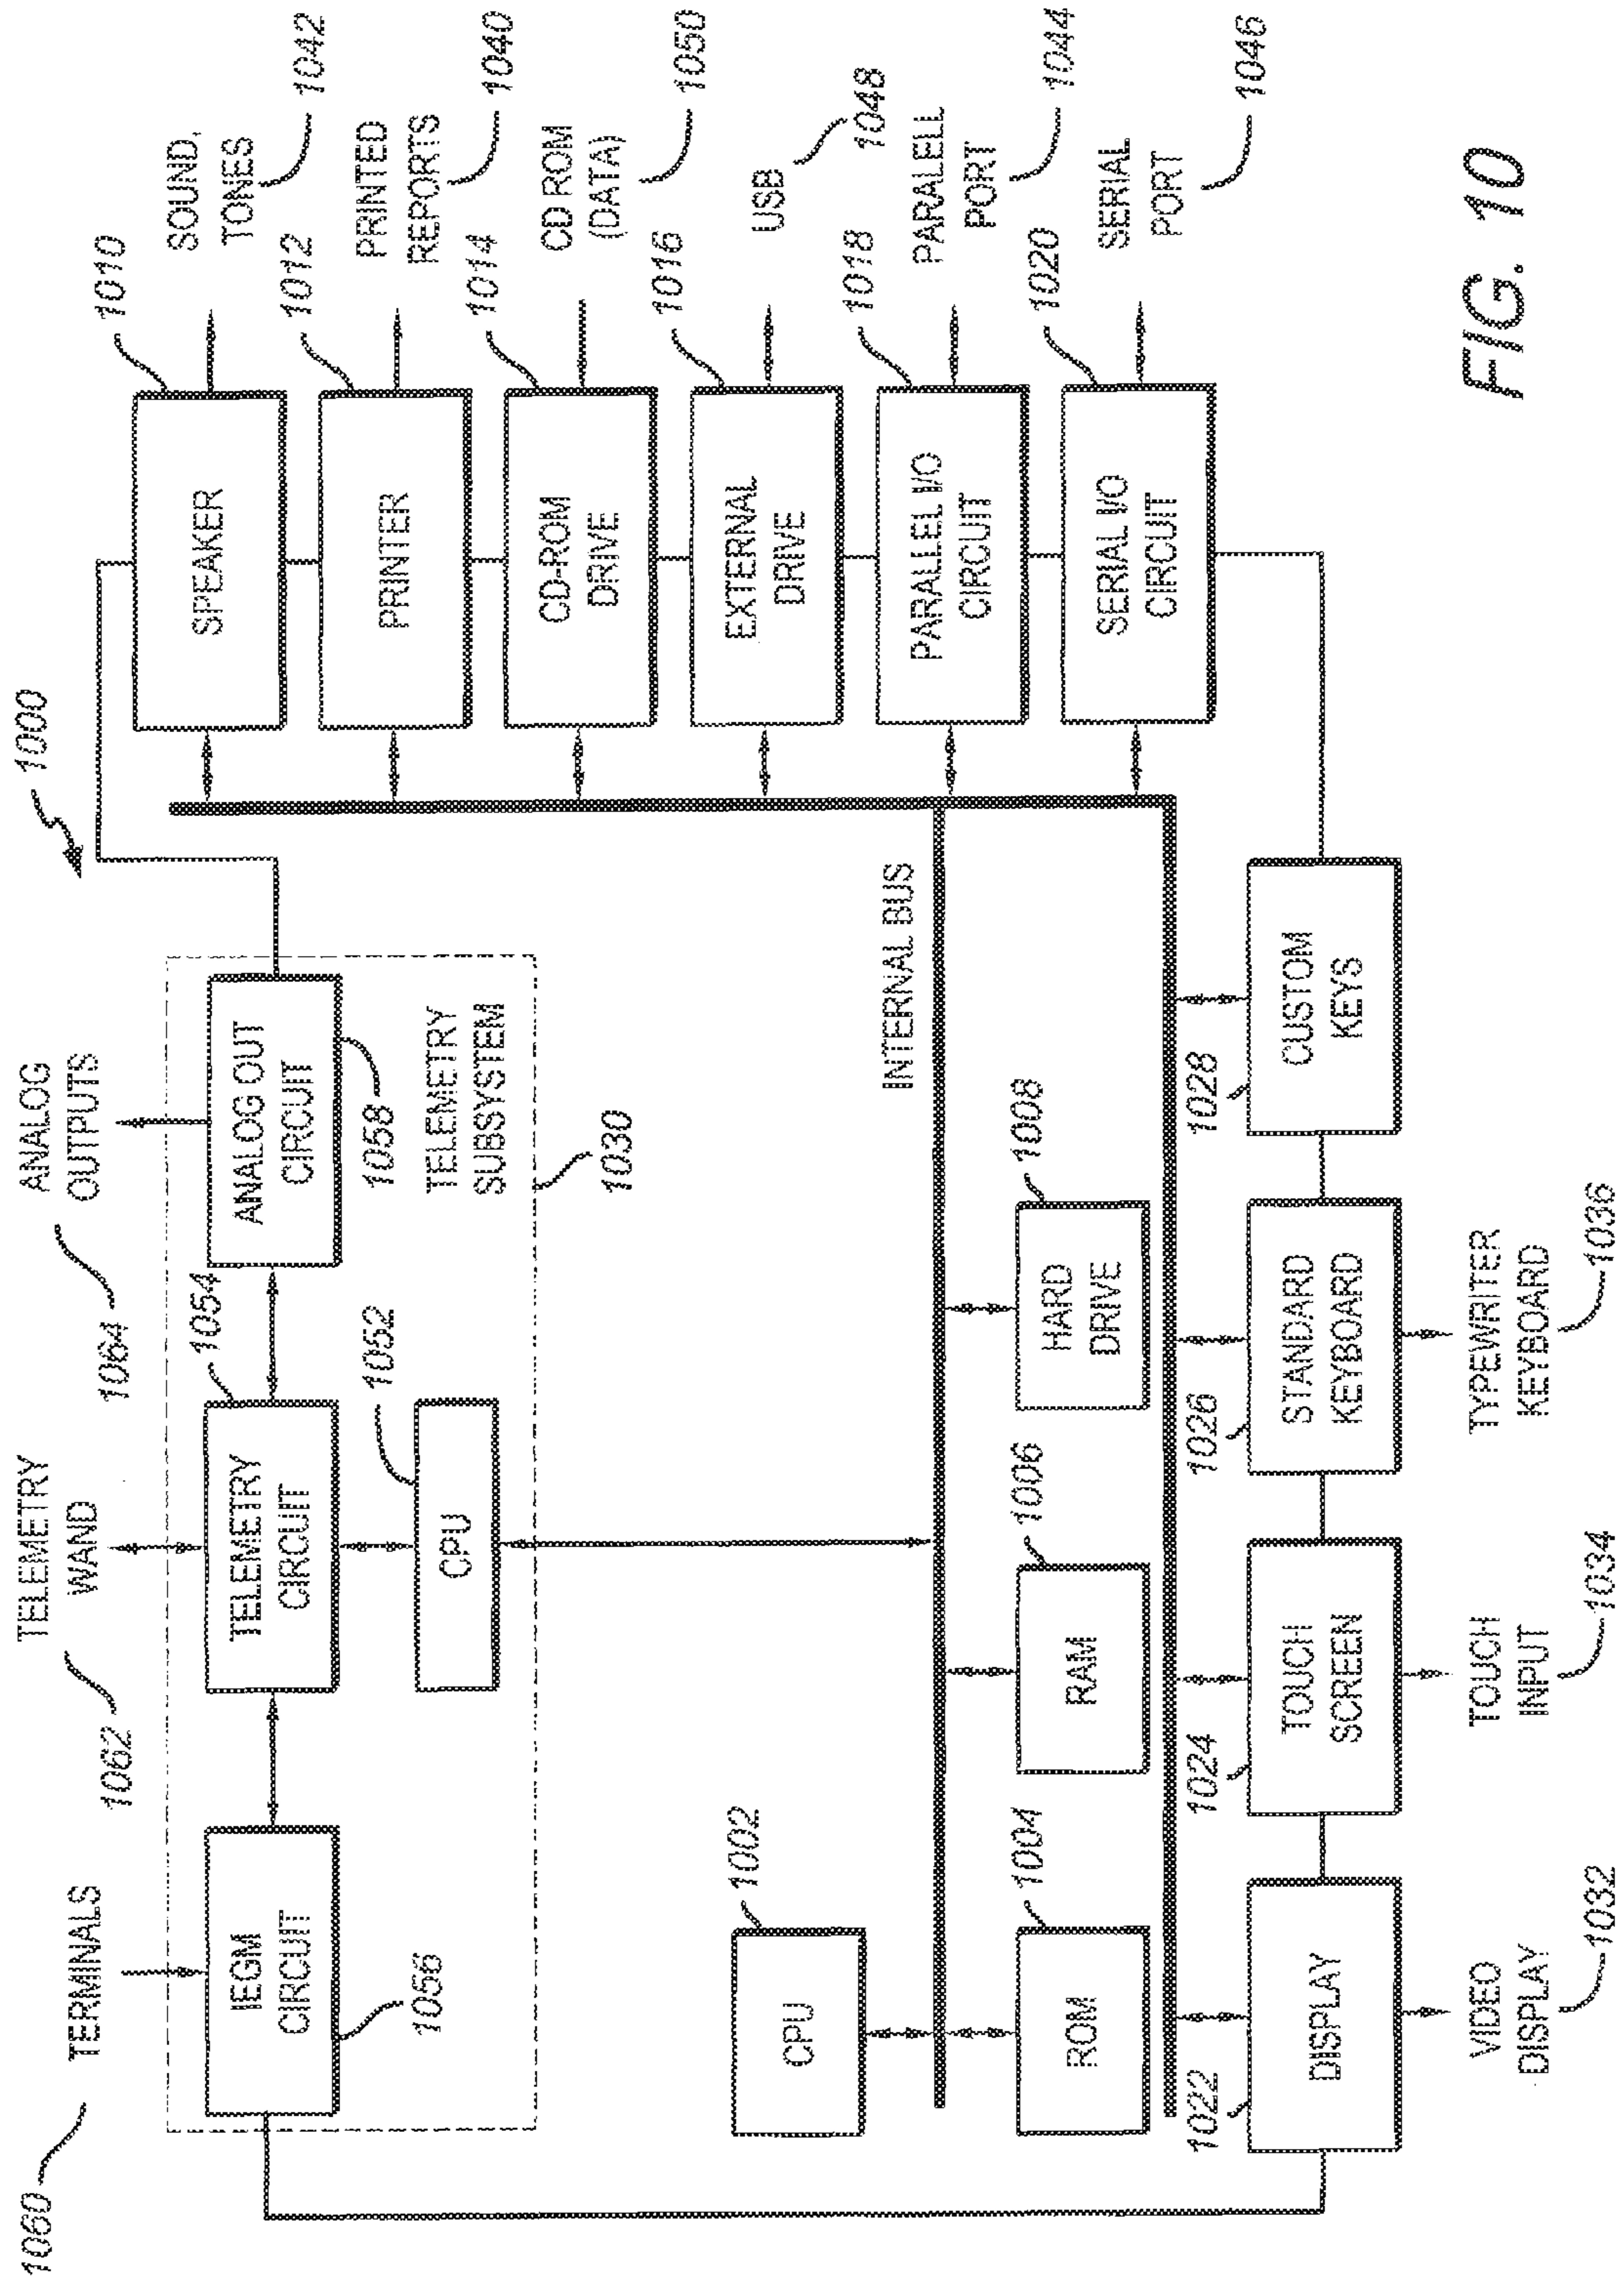 1060
TERMINALS
1062
TELEMETRY
WAND
1064
ANALOG
OUTPUTS
1000
IEGM
CIRCUIT
1056
TELEMETRY
CIRCUIT
1054
CPU
1052
ANALOG OUT
CIRCUIT
1058
TELEMETRY
SUBSYSTEM
1030
1010
SPEAKER
SOUND,
TONES
1042
1012
PRINTER
PRINTED
REPORTS
1040
1014
CD-ROM
DRIVE
CD ROM
(DATA)
1050
1016
EXTERNAL
DRIVE
USB
1048
1018
PARALLEL I/O
CIRCUIT
PARALELL
PORT
1044
1020
SERIAL I/O
CIRCUIT
SERIAL
PORT
1046
CPU
1002
INTERNAL BUS
ROM
1004
RAM
1006
HARD
DRIVE
1008
1022
DISPLAY
1024
TOUCH
SCREEN
1026
STANDARD
KEYBOARD
1028
CUSTOM
KEYS
VIDEO
DISPLAY
1032
TOUCH
INPUT
1034
TYPEWRITER
KEYBOARD
1036
FIG. 10